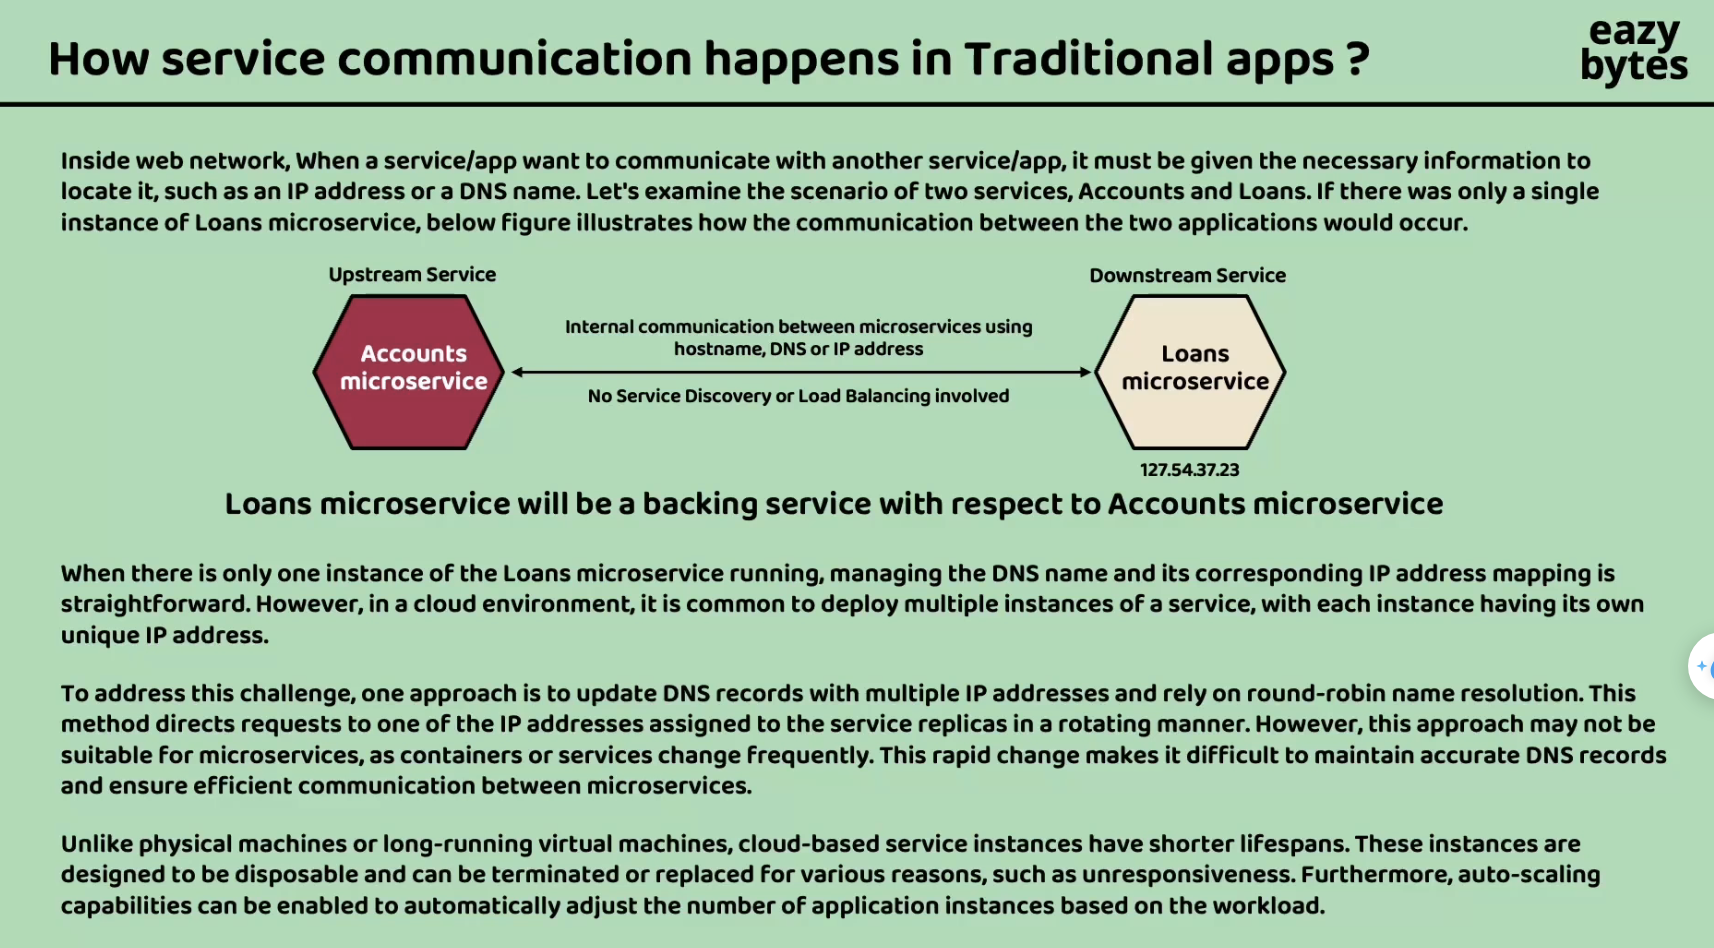 How service communication happens in Traditional apps ?
eazy
bytes
Inside web network, When a service/app want to communicate with another service/app, it must be given the necessary information to
locate it, such as an IP address or a DNS name. Let's examine the scenario of two services, Accounts and Loans. If there was only a single
instance of Loans microservice, below figure illustrates how the communication between the two applications would occur.
Upstream Service
Accounts
microservice
Internal communication between microservices using
hostname, DNS or IP address
No Service Discovery or Load Balancing involved
Downstream Service
Loans
microservice
127.54.37.23
Loans microservice will be a backing service with respect to Accounts microservice
When there is only one instance of the Loans microservice running, managing the DNS name and its corresponding IP address mapping is
straightforward. However, in a cloud environment, it is common to deploy multiple instances of a service, with each instance having its own
unique IP address.
To address this challenge, one approach is to update DNS records with multiple IP addresses and rely on round-robin name resolution. This
method directs requests to one of the IP addresses assigned to the service replicas in a rotating manner. However, this approach may not be
suitable for microservices, as containers or services change frequently. This rapid change makes it difficult to maintain accurate DNS records
and ensure efficient communication between microservices.
Unlike physical machines or long-running virtual machines, cloud-based service instances have shorter lifespans. These instances are
designed to be disposable and can be terminated or replaced for various reasons, such as unresponsiveness. Furthermore, auto-scaling
capabilities can be enabled to automatically adjust the number of application instances based on the workload.